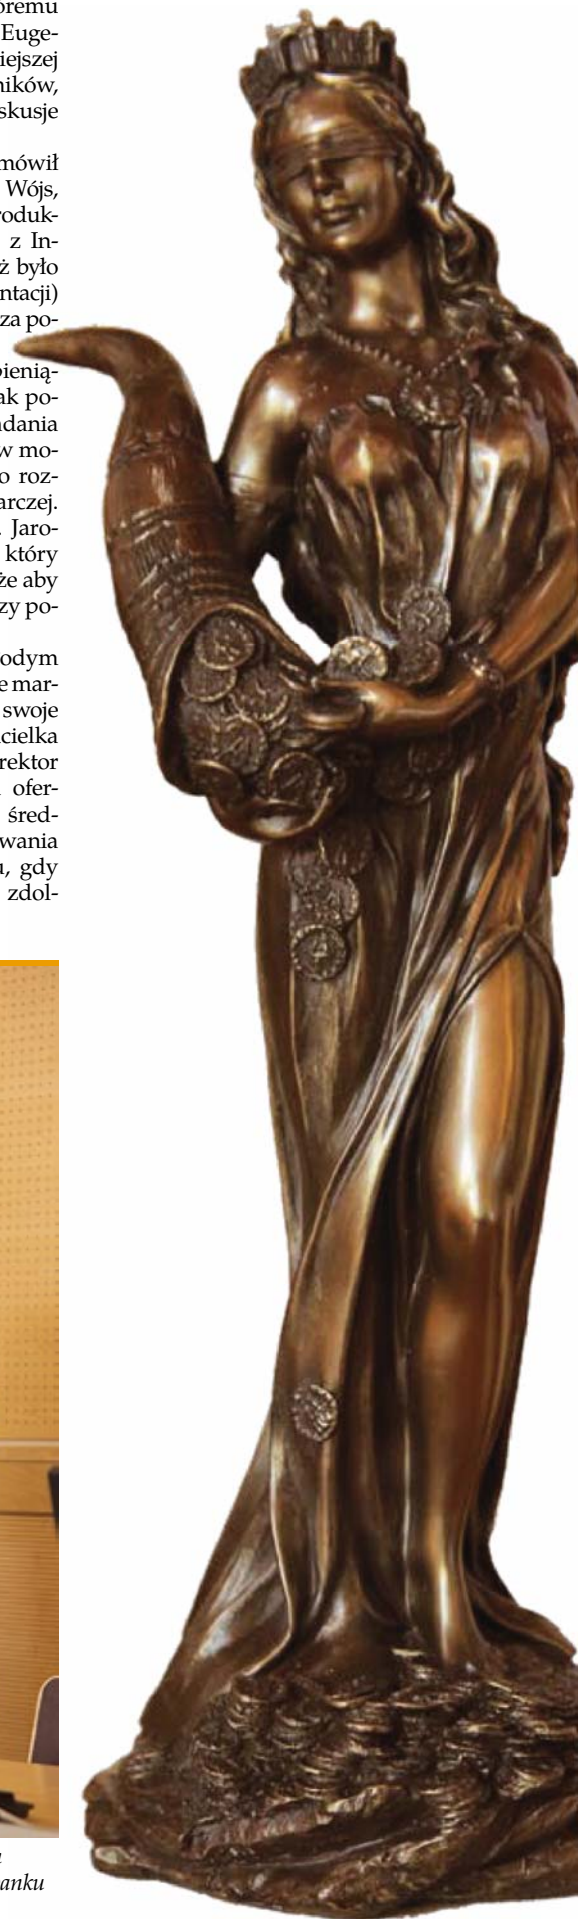 oremu
Euge-
iejszej
ników,
skusje
mówił
Wójs,
roduk-
z In-
ż było
ntacji)
za po-
pienią-
ak po-
dania
w mo-
o roz-
arczej.
Jaro-
który
że aby
zy po-
odym
e mar-
swoje
cielka
rektor
ofer-
śred-
wania
u, gdy
zdol-
anku